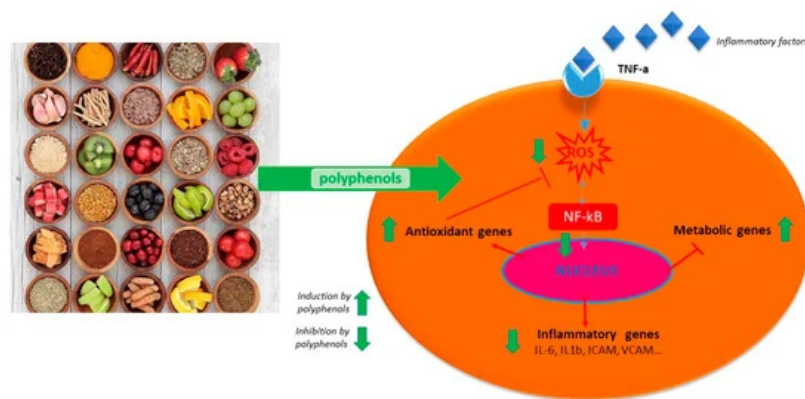 Inflammatory factors
TNF-a
ROS
polyphenols
NF-kB
Antioxidant genes
Metabolic genes
Induction by
polyphenols
Inhibition by
polyphenols
Inflammatory genes
IL-6, IL1b, ICAM, VCAM...